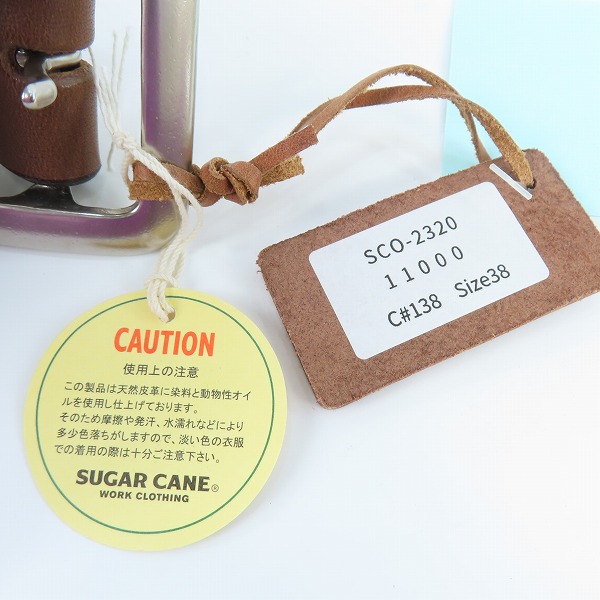 CAUTION
使用上の注意
この製品は天然皮革に染料と動物性オイ
ルを使用し仕上げております。
そのため摩擦や発汗、水濡れなどにより
多少色落ちがしますので、淡い色の衣服
での着用の際は十分ご注意下さい。
SUGAR CANE®
WORK CLOTHING
SCO-2320
11000
C#138 Size38